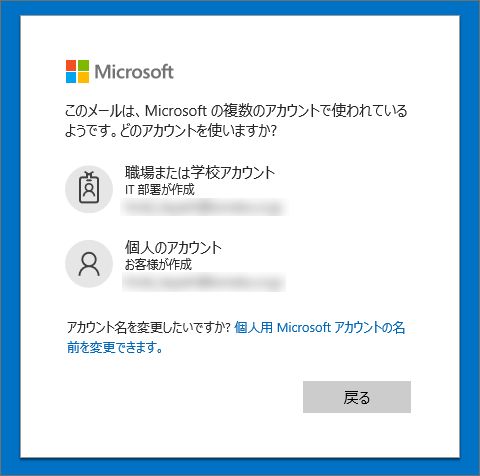 Microsoft
このメールは、Microsoft の複数のアカウントで使われている
ようです。どのアカウントを使いますか?
職場または学校アカウント
IT 部署が作成
個人のアカウント
お客様が作成
アカウント名を変更したいですか? 個人用 Microsoft アカウントの名
前を変更できます。
戻る